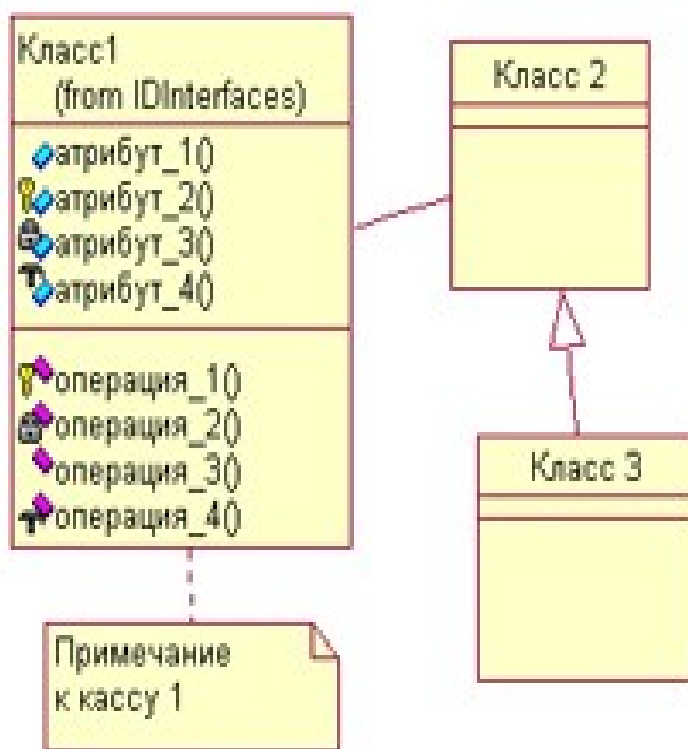 Класс1
(from IDInterfaces)
атрибут_1()
атрибут_2()
атрибут_3()
атрибут_4()
операция_1()
операция_2()
операция_3()
операция_4()
Примечание
к кассу 1
Класс 2
Класс 3